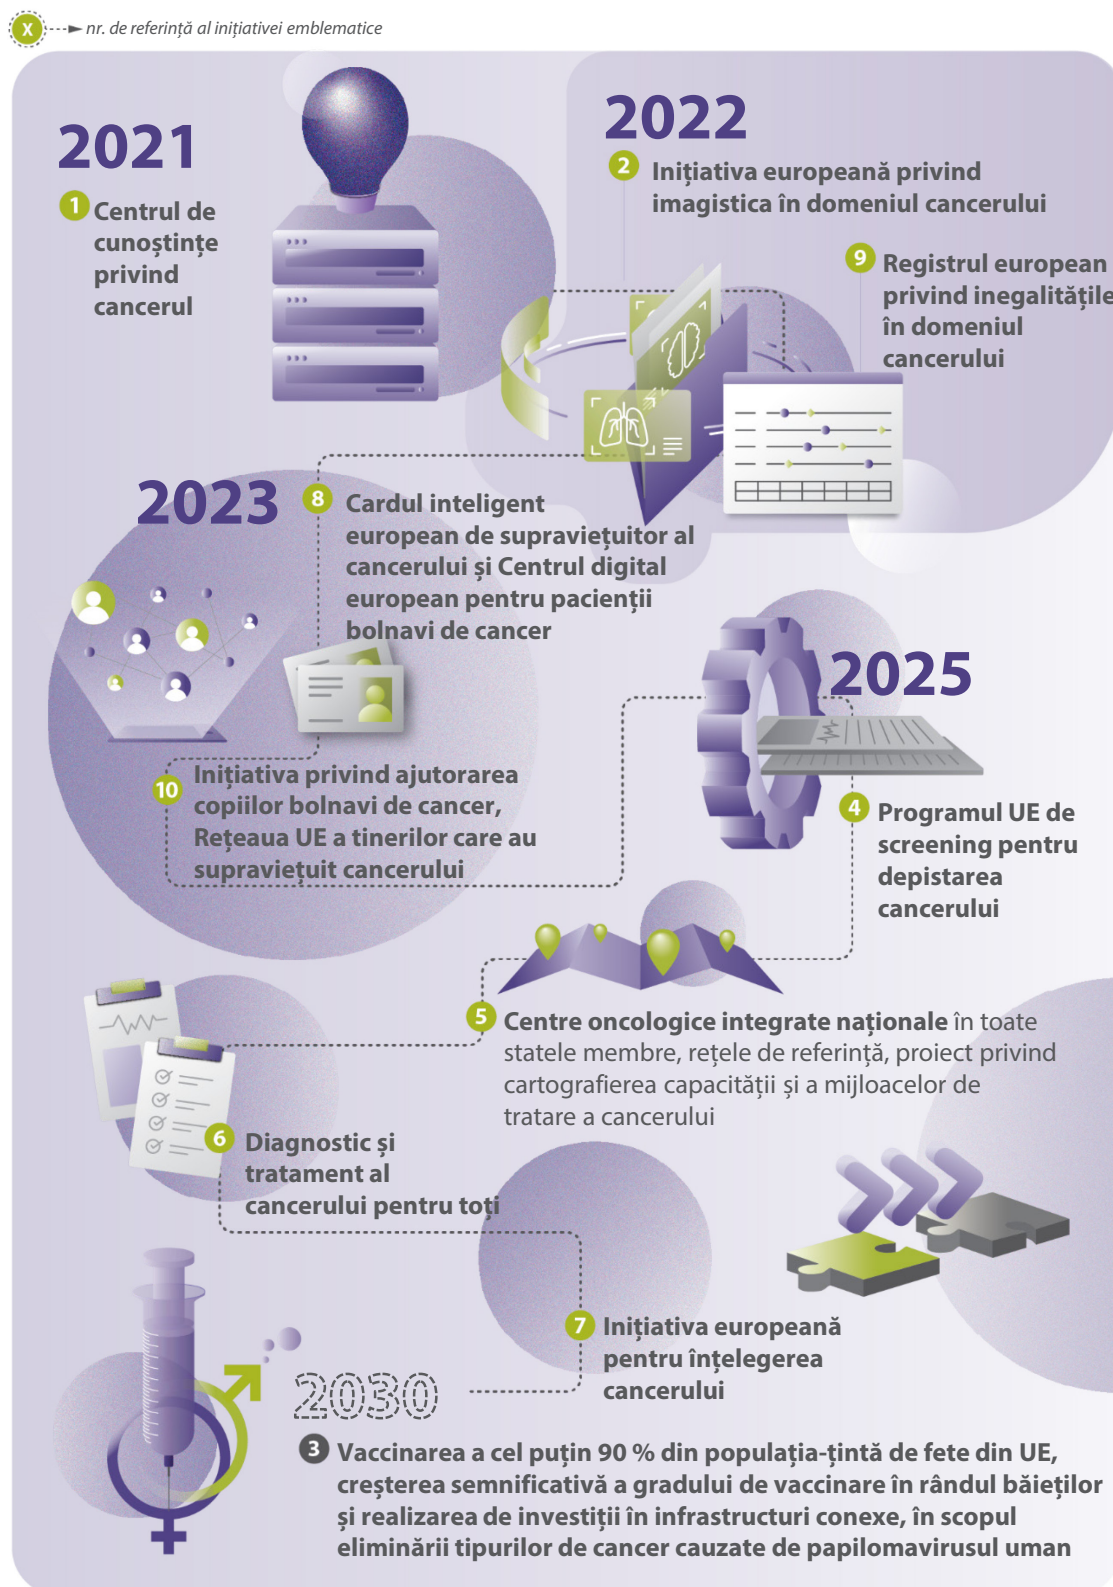 X nr. de referință al inițiativei emblematice
2021
1 Centrul de
cunoștințe
privind
cancerul
2022
2 Inițiativa europeană privind
imagistica în domeniul cancerului
9 Registrul european
privind inegalitățile
în domeniul
cancerului
2023
8 Cardul inteligent
european de supraviețuitor al
cancerului și Centrul digital
european pentru pacienții
bolnavi de cancer
10 Inițiativa privind ajutorarea
copiilor bolnavi de cancer,
Rețeaua UE a tinerilor care au
supraviețuit cancerului
2025
4 Programul UE de
screening pentru
depistarea
cancerului
5 Centre oncologice integrate naționale în toate
statele membre, rețele de referință, proiect privind
cartografierea capacității și a mijloacelor de
tratare a cancerului
6 Diagnostic și
tratament al
cancerului pentru toți
7 Inițiativa europeană
pentru înțelegerea
cancerului
2030
3 Vaccinarea a cel puțin 90 % din populația-țintă de fete din UE,
creșterea semnificativă a gradului de vaccinare în rândul băieților
și realizarea de investiții în infrastructuri conexe, în scopul
eliminării tipurilor de cancer cauzate de papilomavirusul uman